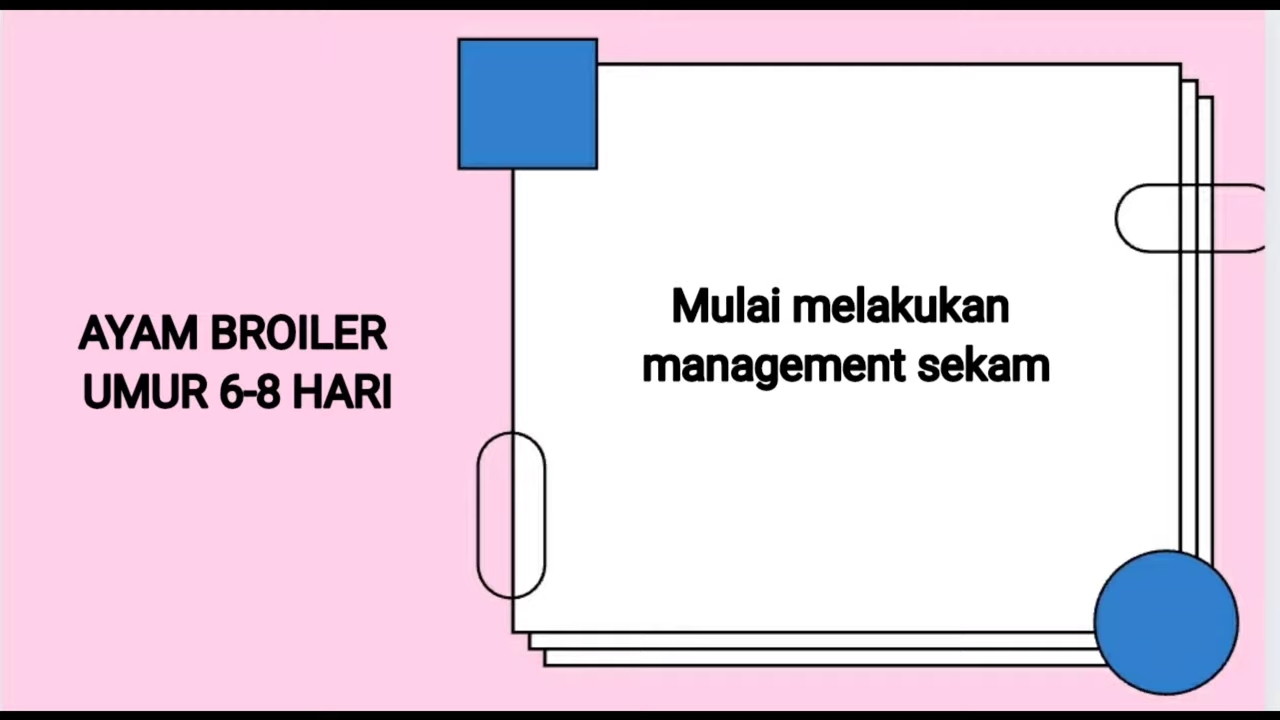 AYAM BROILER
UMUR 6-8 HARI
Mulai melakukan
management sekam